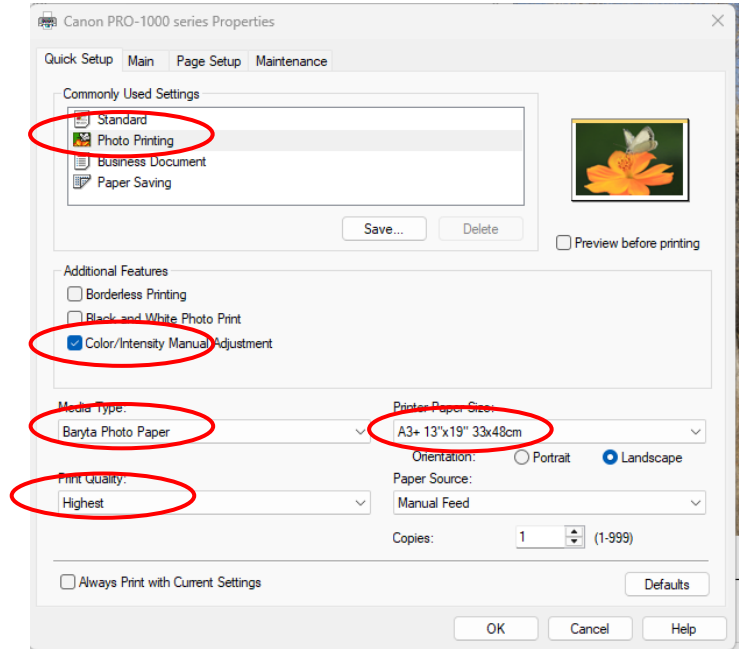 Canon PRO-1000 series Properties
Quick Setup Main Page Setup Maintenance
Commonly Used Settings
Standard
Photo Printing
Business Document
Paper Saving
Save... Delete
Preview before printing
Additional Features
Borderless Printing
Black and White Photo Print
Color/Intensity Manual Adjustment
Media Type: Printer Paper Size:
Baryta Photo Paper A3+ 13"x19" 33x48cm
Orientation: Portrait Landscape
Print Quality: Paper Source:
Highest Manual Feed
Copies: 1 (1-999)
Always Print with Current Settings Defaults
OK Cancel Help